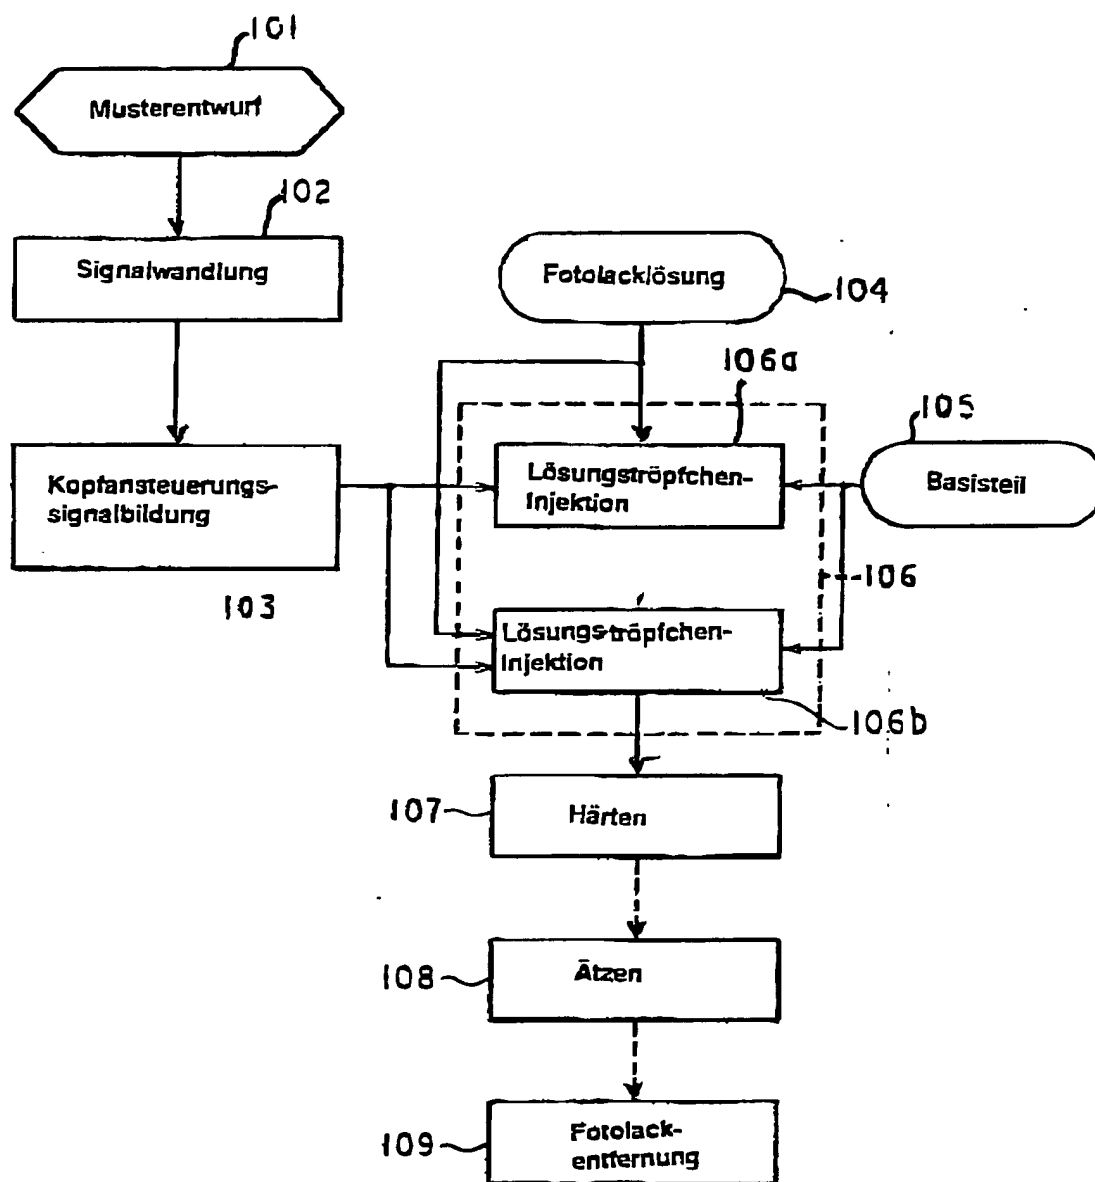 101
Musterentwurf
102
Signalwandlung
Fotolacklösung
104
106a
105
Kopfansteuerungs-
signalbildung
Lösungströpfchen-
Injektion
Basisteil
106
103
Lösungströpfchen-
Injektion
106b
107
Härten
108
Ätzen
109
Fotolack-
entfernung